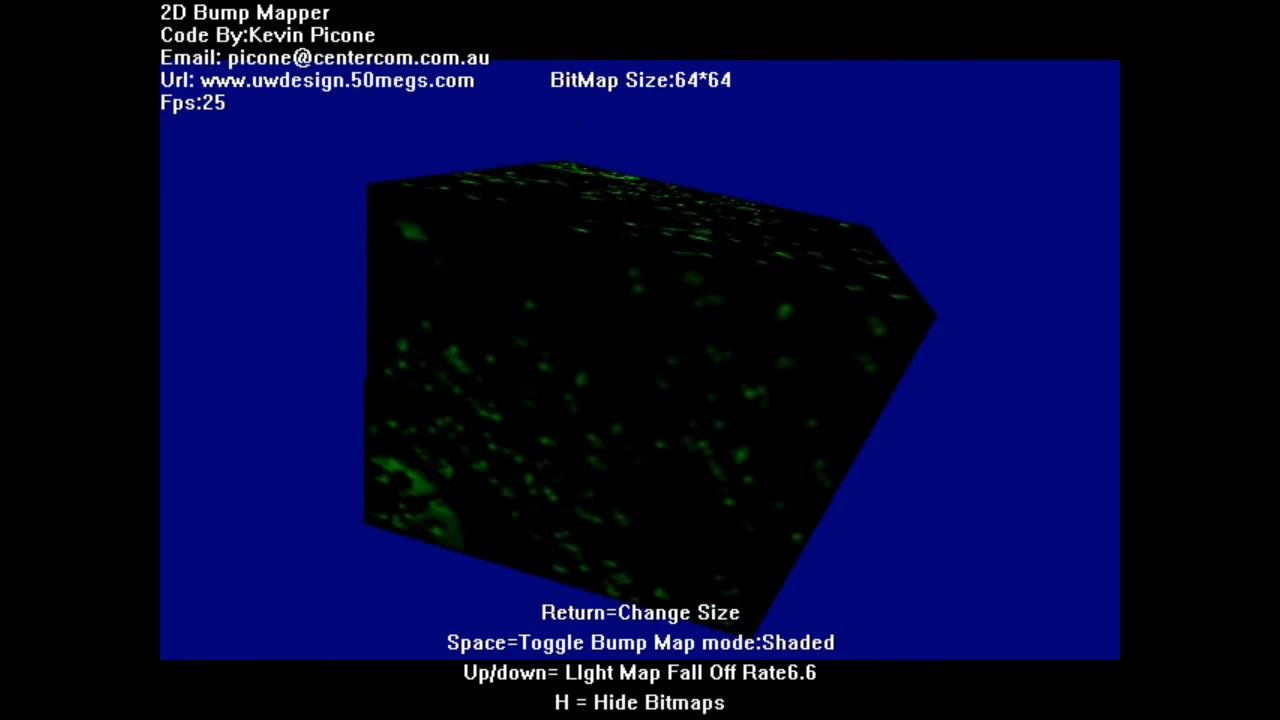 2D Bump Mapper
Code By:Kevin Picone
Email: picone@centercom.com.au
Url: www.uwdesign.50megs.com BitMap Size:64*64
Fps:25
Return=Change Size
Space=Toggle Bump Map mode:Shaded
Up/down= LIght Map Fall Off Rate6.6
H = Hide Bitmaps